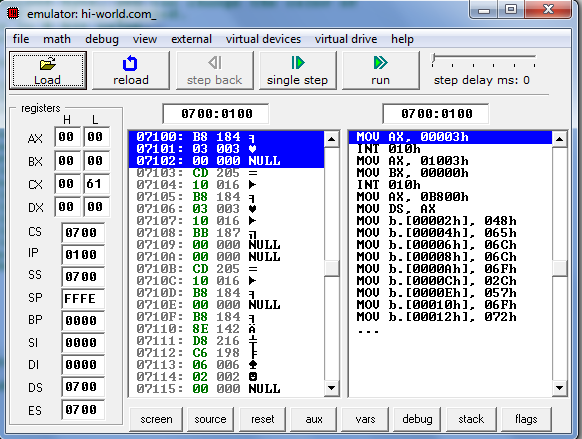 emulator: hi-world.com_
file math debug view external virtual devices virtual drive help
Load reload step back single step run step delay ms: 0
registers
H L
AX 00 00
BX 00 00
CX 00 61
DX 00 00
CS 0700
IP 0100
SS 0700
SP FFFE
BP 0000
SI 0000
DI 0000
DS 0700
ES 0700
0700:0100
07100: B8 184 ╕
07101: 03 003 ♥
07102: 00 000 NULL
07103: CD 205 =
07104: 10 016 ►
07105: B8 184 ╕
07106: 03 003 ♥
07107: 10 016 ►
07108: BB 187 ╗
07109: 00 000 NULL
0710A: 00 000 NULL
0710B: CD 205 =
0710C: 10 016 ►
0710D: B8 184 ╕
0710E: 00 000 NULL
0710F: B8 184 ╕
07110: 8E 142 Ä
07111: D8 216 ╪
07112: C6 198 ╞
07113: 06 006 ♠
07114: 02 002 ☻
07115: 00 000 NULL
0700:0100
MOV AX, 00003h
INT 010h
MOV AX, 01003h
MOV BX, 00000h
INT 010h
MOV AX, 0B800h
MOV DS, AX
MOV b.[00002h], 048h
MOV b.[00004h], 065h
MOV b.[00006h], 06Ch
MOV b.[00008h], 06Ch
MOV b.[0000Ah], 06Fh
MOV b.[0000Ch], 02Ch
MOV b.[0000Eh], 057h
MOV b.[00010h], 06Fh
MOV b.[00012h], 072h
...
screen source reset aux vars debug stack flags